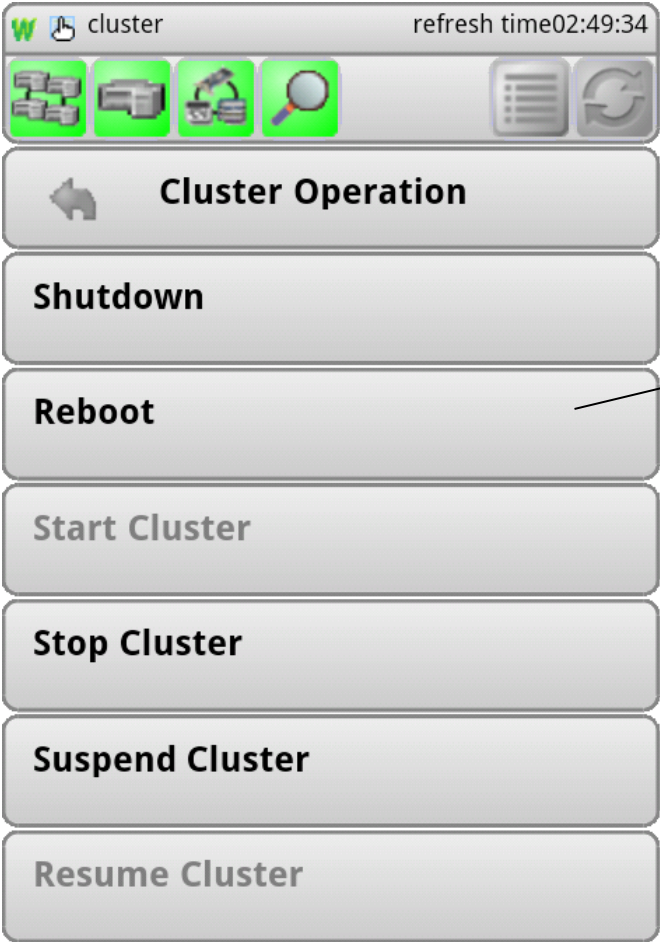 W cluster refresh time02:49:34
Cluster Operation
Shutdown
Reboot
Start Cluster
Stop Cluster
Suspend Cluster
Resume Cluster